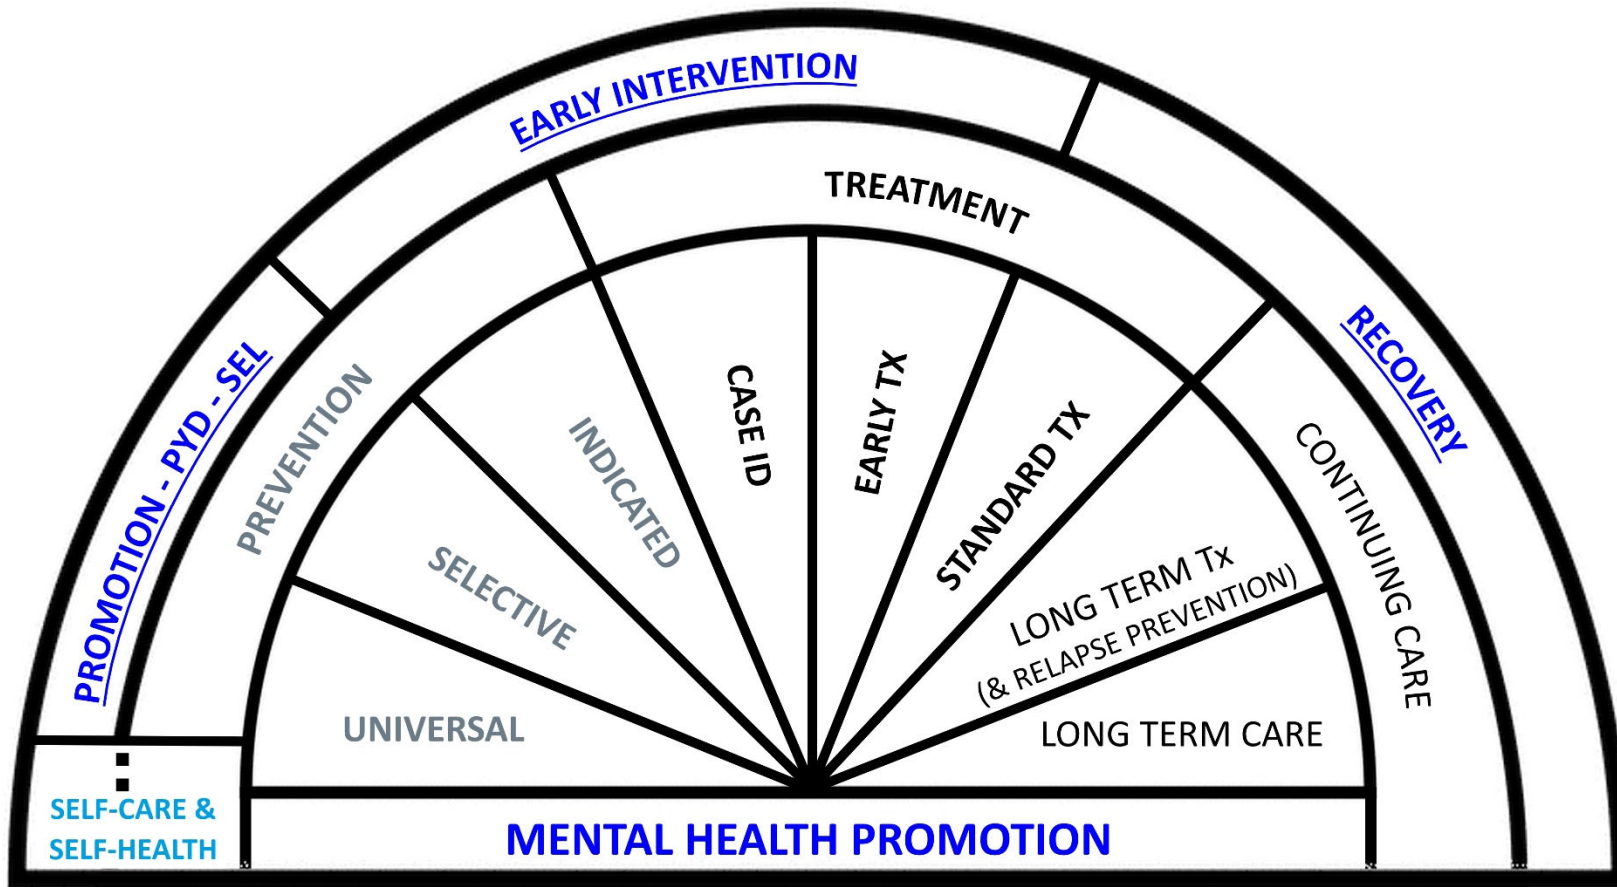 EARLY INTERVENTION
TREATMENT
RECOVERY
PROMOTION - PYD - SEL
PREVENTION
CASE ID
EARLY TX
INDICATED
STANDARD TX
CONTINUING CARE
SELECTIVE
LONG TERM Tx
(& RELAPSE PREVENTION)
UNIVERSAL
LONG TERM CARE
SELF-CARE &
SELF-HEALTH
MENTAL HEALTH PROMOTION